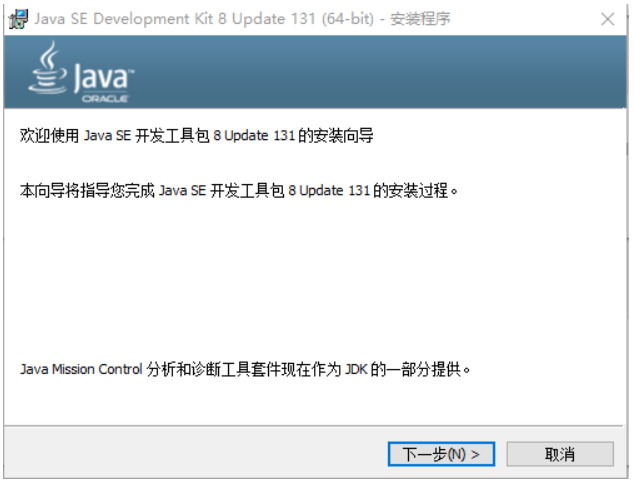 Java SE Development Kit 8 Update 131 (64-bit) - 安装程序
Java
ORACLE
欢迎使用 Java SE 开发工具包 8 Update 131 的安装向导
本向导将指导您完成 Java SE 开发工具包 8 Update 131 的安装过程。
Java Mission Control 分析和诊断工具套件现在作为 JDK 的一部分提供。
下一步(N) >
取消